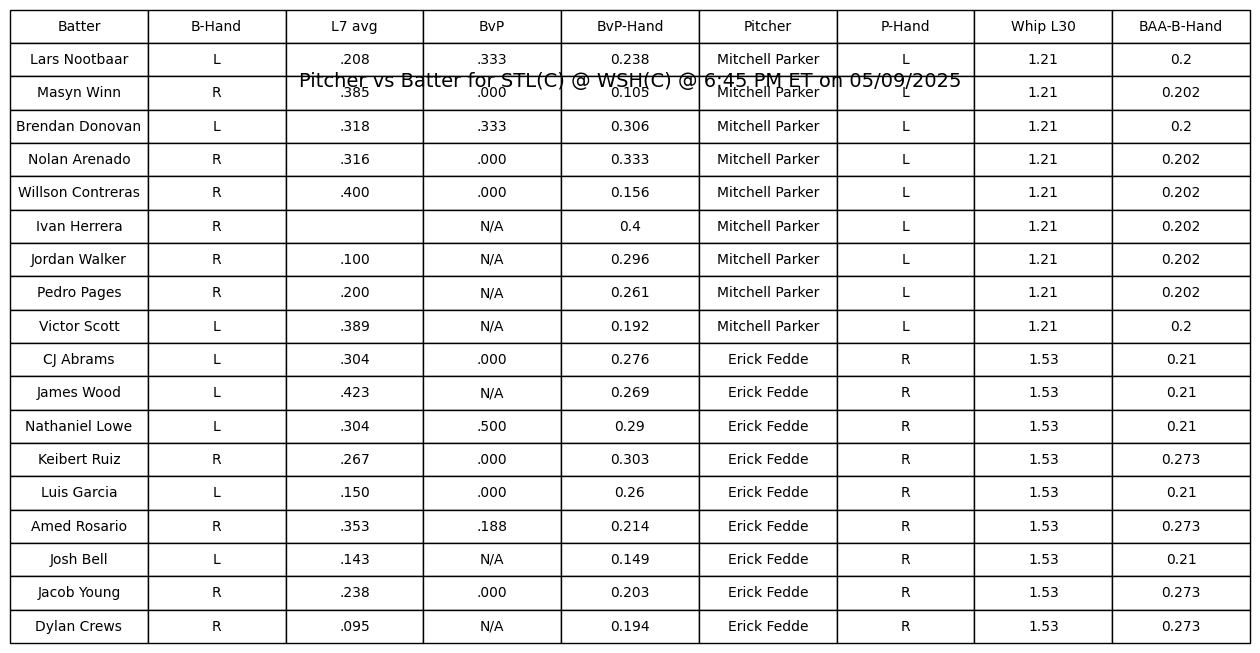 Batter B-Hand L7 avg BvP BvP-Hand Pitcher P-Hand Whip L30 BAA-B-Hand
Lars Nootbaar L .208 .333 0.238 Mitchell Parker L 1.21 0.2
Pitcher vs Batter for STL(C) @ WSH(C) @ 6:45 PM ET on 05/09/2025
Masyn Winn R .385 .000 0.105 Mitchell Parker L 1.21 0.202
Brendan Donovan L .318 .333 0.306 Mitchell Parker L 1.21 0.2
Nolan Arenado R .316 .000 0.333 Mitchell Parker L 1.21 0.202
Willson Contreras R .400 .000 0.156 Mitchell Parker L 1.21 0.202
Ivan Herrera R N/A 0.4 Mitchell Parker L 1.21 0.202
Jordan Walker R .100 N/A 0.296 Mitchell Parker L 1.21 0.202
Pedro Pages R .200 N/A 0.261 Mitchell Parker L 1.21 0.202
Victor Scott L .389 N/A 0.192 Mitchell Parker L 1.21 0.2
CJ Abrams L .304 .000 0.276 Erick Fedde R 1.53 0.21
James Wood L .423 N/A 0.269 Erick Fedde R 1.53 0.21
Nathaniel Lowe L .304 .500 0.29 Erick Fedde R 1.53 0.21
Keibert Ruiz R .267 .000 0.303 Erick Fedde R 1.53 0.273
Luis Garcia L .150 .000 0.26 Erick Fedde R 1.53 0.21
Amed Rosario R .353 .188 0.214 Erick Fedde R 1.53 0.273
Josh Bell L .143 N/A 0.149 Erick Fedde R 1.53 0.21
Jacob Young R .238 .000 0.203 Erick Fedde R 1.53 0.273
Dylan Crews R .095 N/A 0.194 Erick Fedde R 1.53 0.273